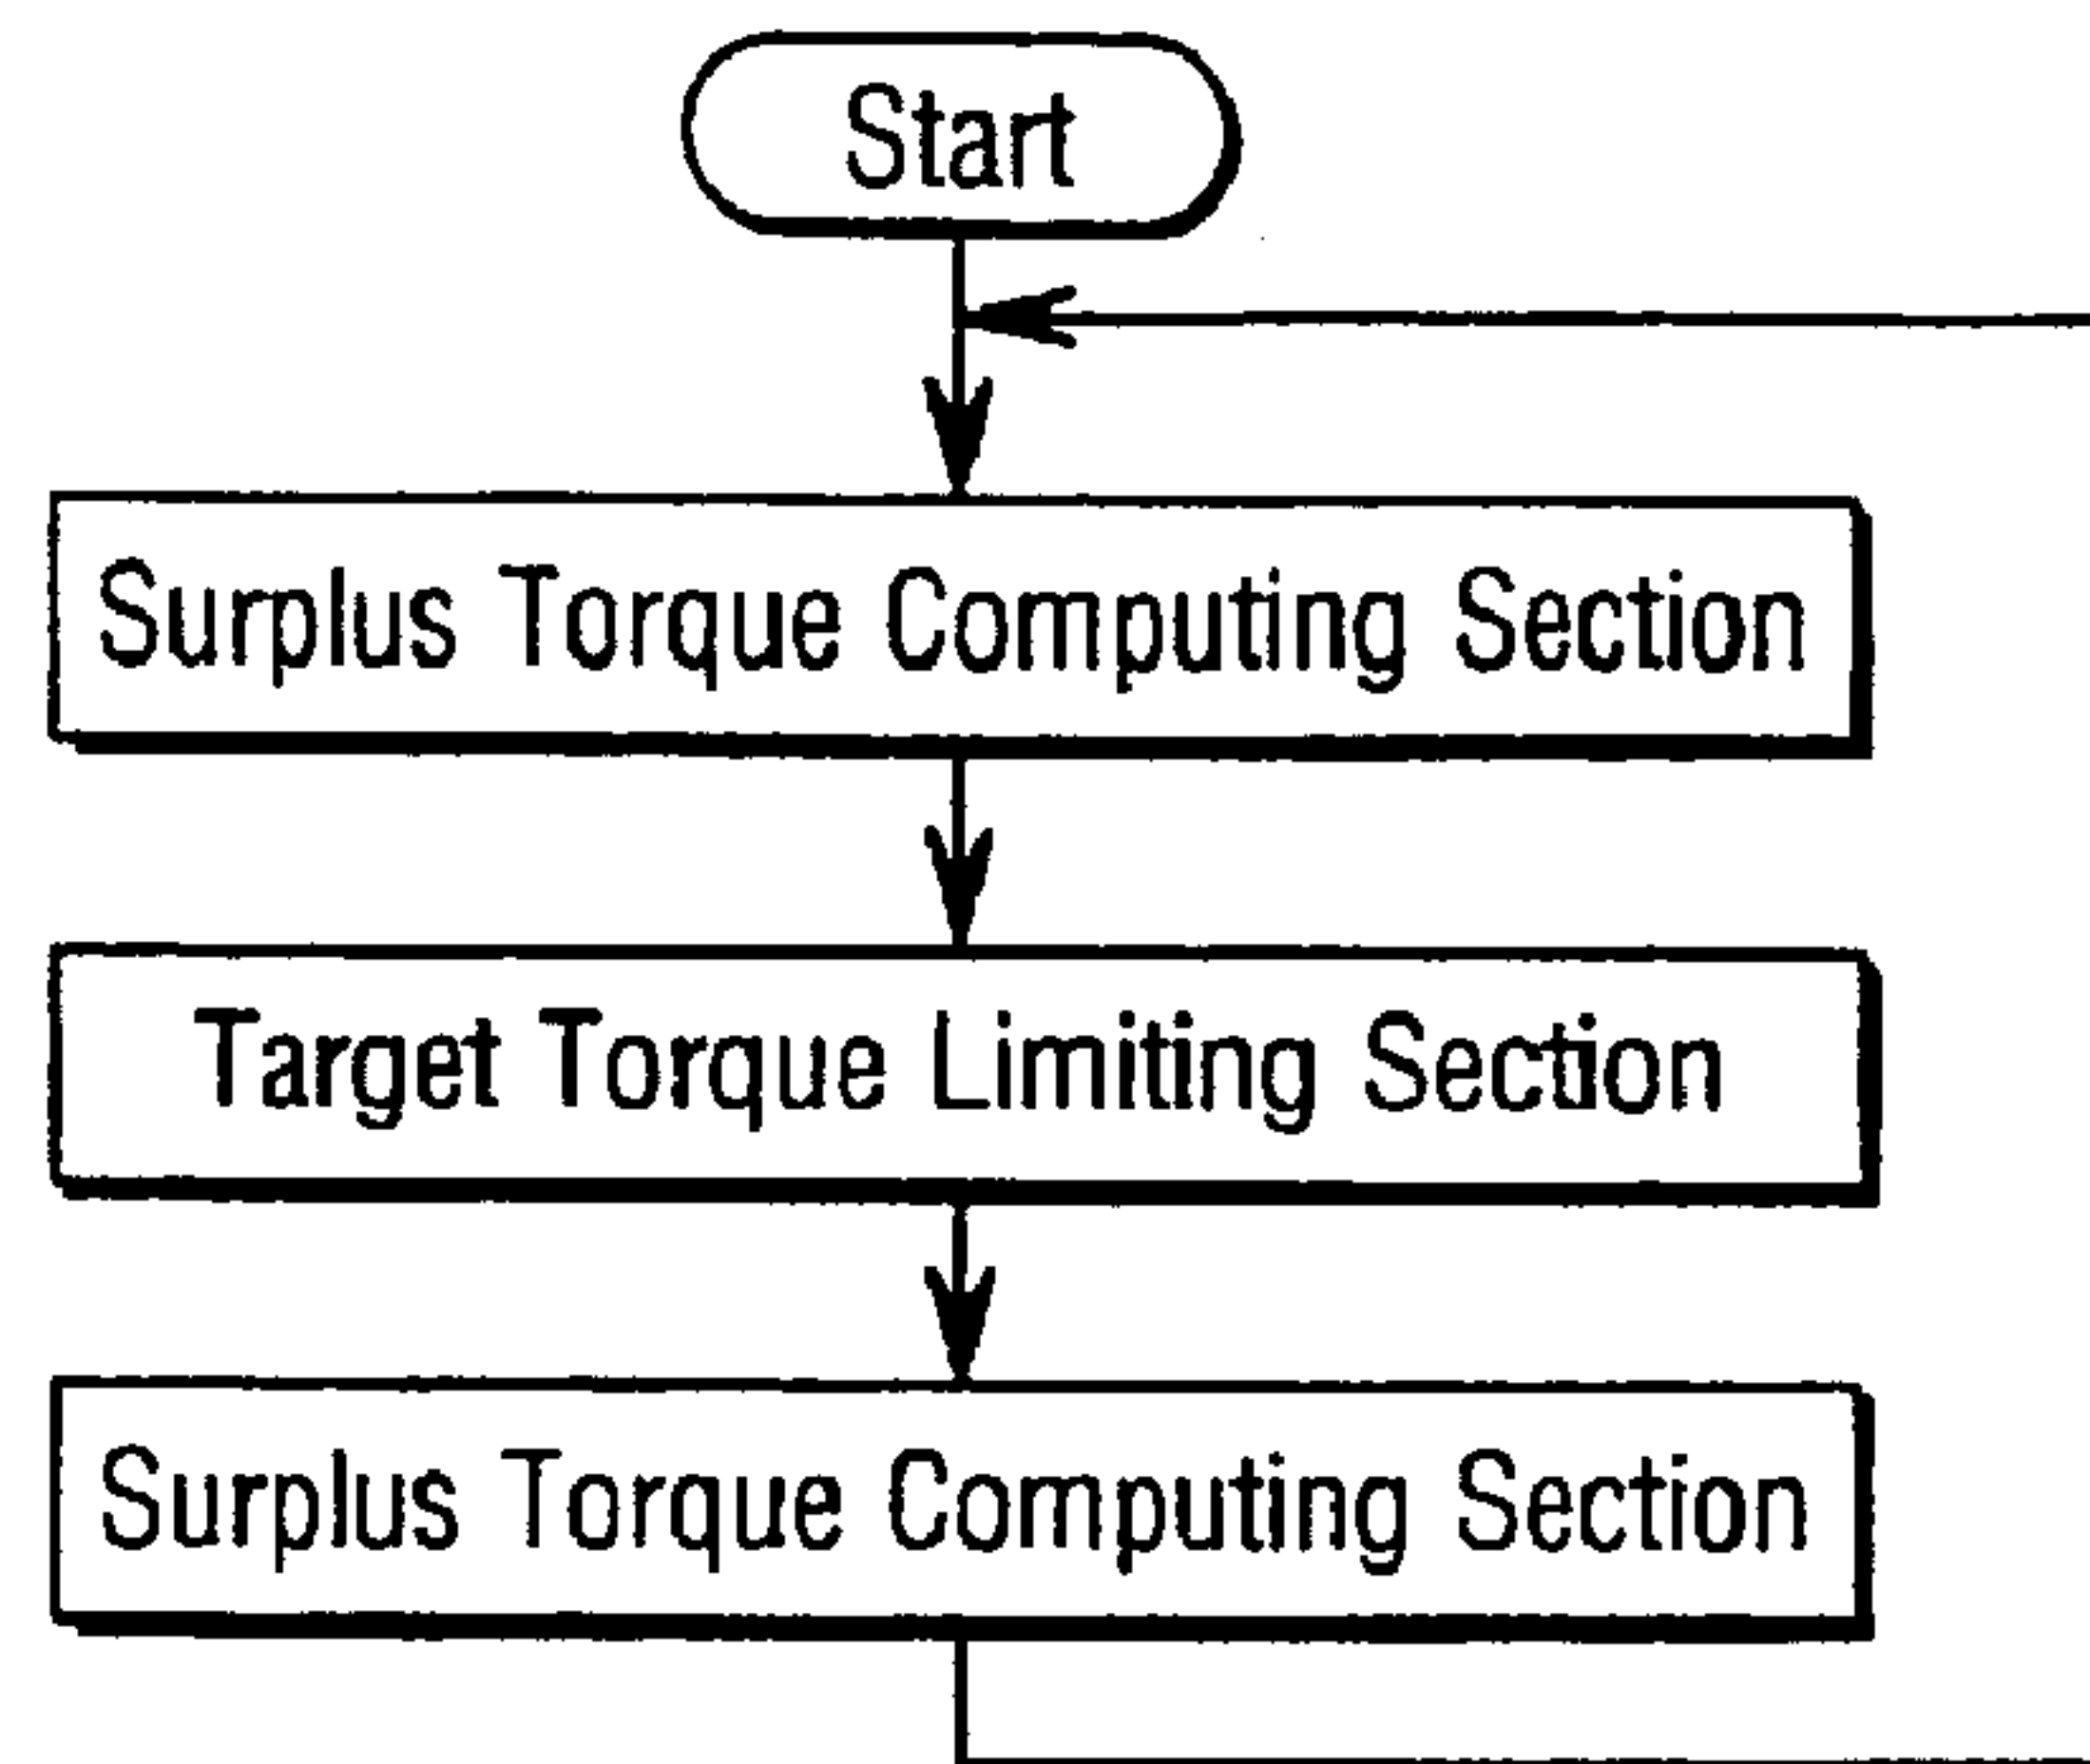 Start
Surplus Torque Computing Section
Target Torque Limiting Section
Surplus Torque Computing Section